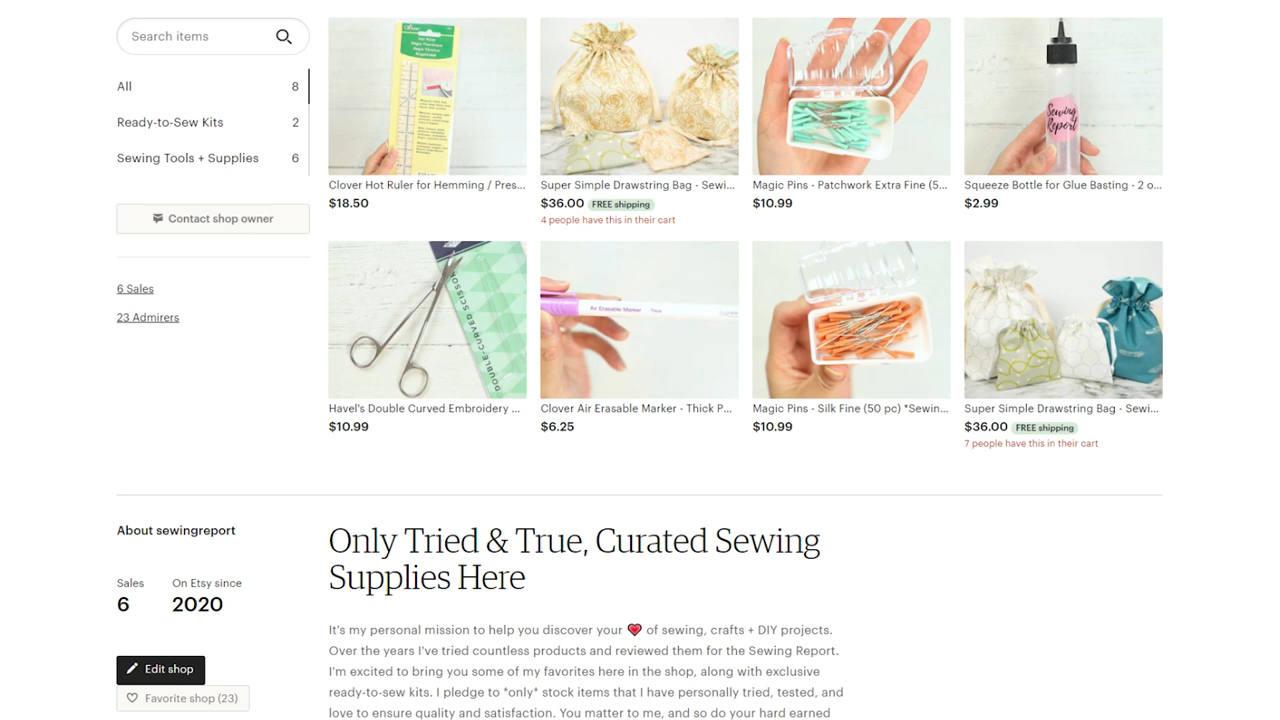 Search items
All 8
Ready-to-Sew Kits 2
Sewing Tools + Supplies 6
Contact shop owner
6 Sales
23 Admirers
Clover Hot Ruler for Hemming / Pres...
$18.50
Super Simple Drawstring Bag - Sewi...
$36.00 FREE shipping
4 people have this in their cart
Magic Pins - Patchwork Extra Fine (5...
$10.99
Sewing
Report
Squeeze Bottle for Glue Basting - 2 o...
$2.99
DOUBLE-CURVED SCISSOR
Havel's Double Curved Embroidery ...
$10.99
Air Erasable Marker Thick
Clover Air Erasable Marker - Thick P...
$6.25
Magic Pins - Silk Fine (50 pc) *Sewin...
$10.99
Super Simple Drawstring Bag - Sewi...
$36.00 FREE shipping
7 people have this in their cart
About sewingreport
Sales On Etsy since
6 2020
Edit shop
Favorite shop (23)
Only Tried & True, Curated Sewing
Supplies Here
It's my personal mission to help you discover your ❤ of sewing, crafts + DIY projects.
Over the years I've tried countless products and reviewed them for the Sewing Report.
I'm excited to bring you some of my favorites here in the shop, along with exclusive
ready-to-sew kits. I pledge to *only* stock items that I have personally tried, tested, and
love to ensure quality and satisfaction. You matter to me, and so do your hard earned